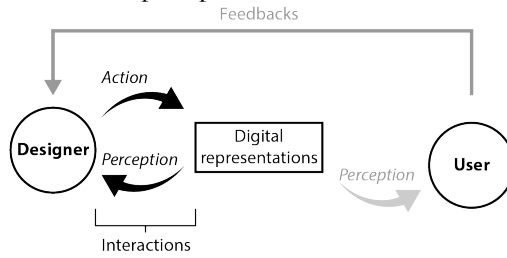 Feedbacks
Action
Designer
Digital
representations
Perception
User
Perception
Interactions